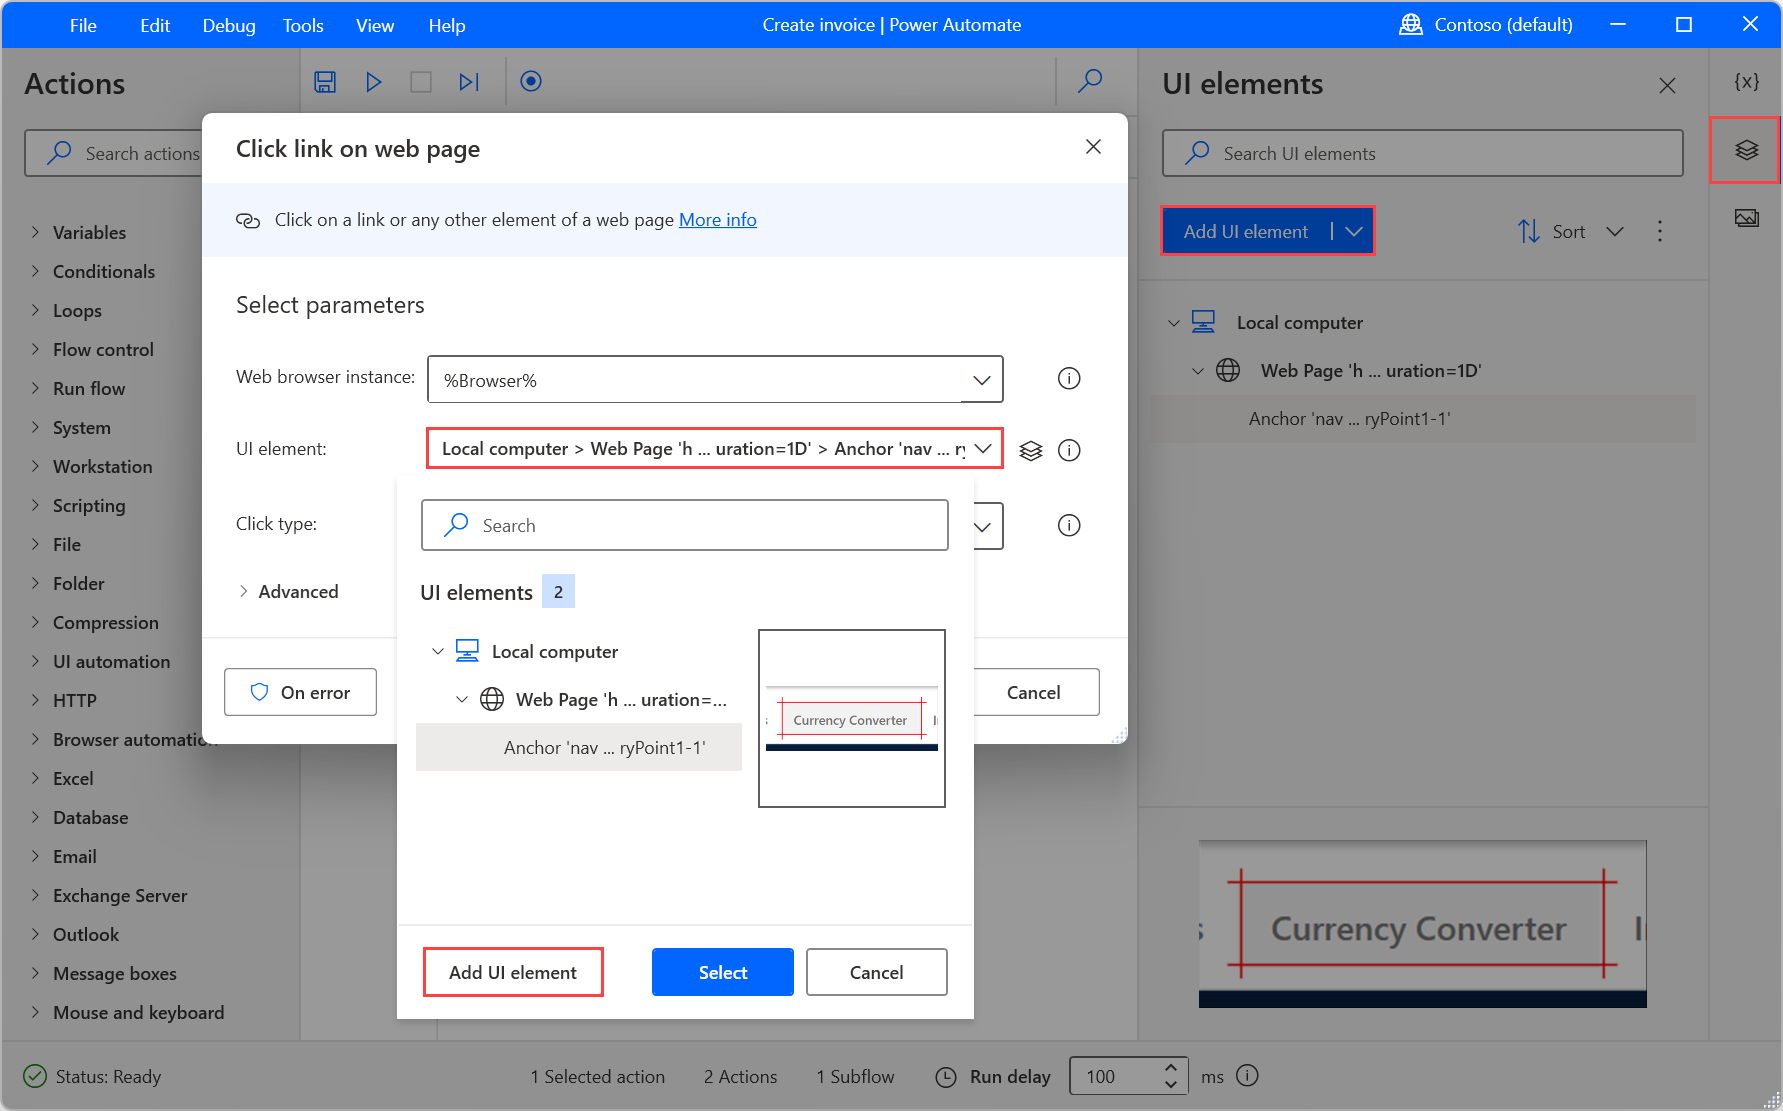 File Edit Debug Tools View Help
Create invoice | Power Automate
Contoso (default)
Actions
Search actions
Variables
Conditionals
Loops
Flow control
Run flow
System
Workstation
Scripting
File
Folder
Compression
UI automation
HTTP
Browser automation
Excel
Database
Email
Exchange Server
Outlook
Message boxes
Mouse and keyboard
Click link on web page
Click on a link or any other element of a web page More info
Select parameters
Web browser instance: %Browser%
UI element: Local computer > Web Page 'h ... uration=1D' > Anchor 'nav ... ry
Click type:
Advanced
On error
Cancel
Search
UI elements 2
Local computer
Web Page 'h ... uration=...
Anchor 'nav ... ryPoint1-1'
Currency Converter
Add UI element
Select
Cancel
UI elements
{x}
Search UI elements
Add UI element
Sort
Local computer
Web Page 'h ... uration=1D'
Anchor 'nav ... ryPoint1-1'
s Currency Converter
Status: Ready
1 Selected action
2 Actions
1 Subflow
Run delay
100
ms